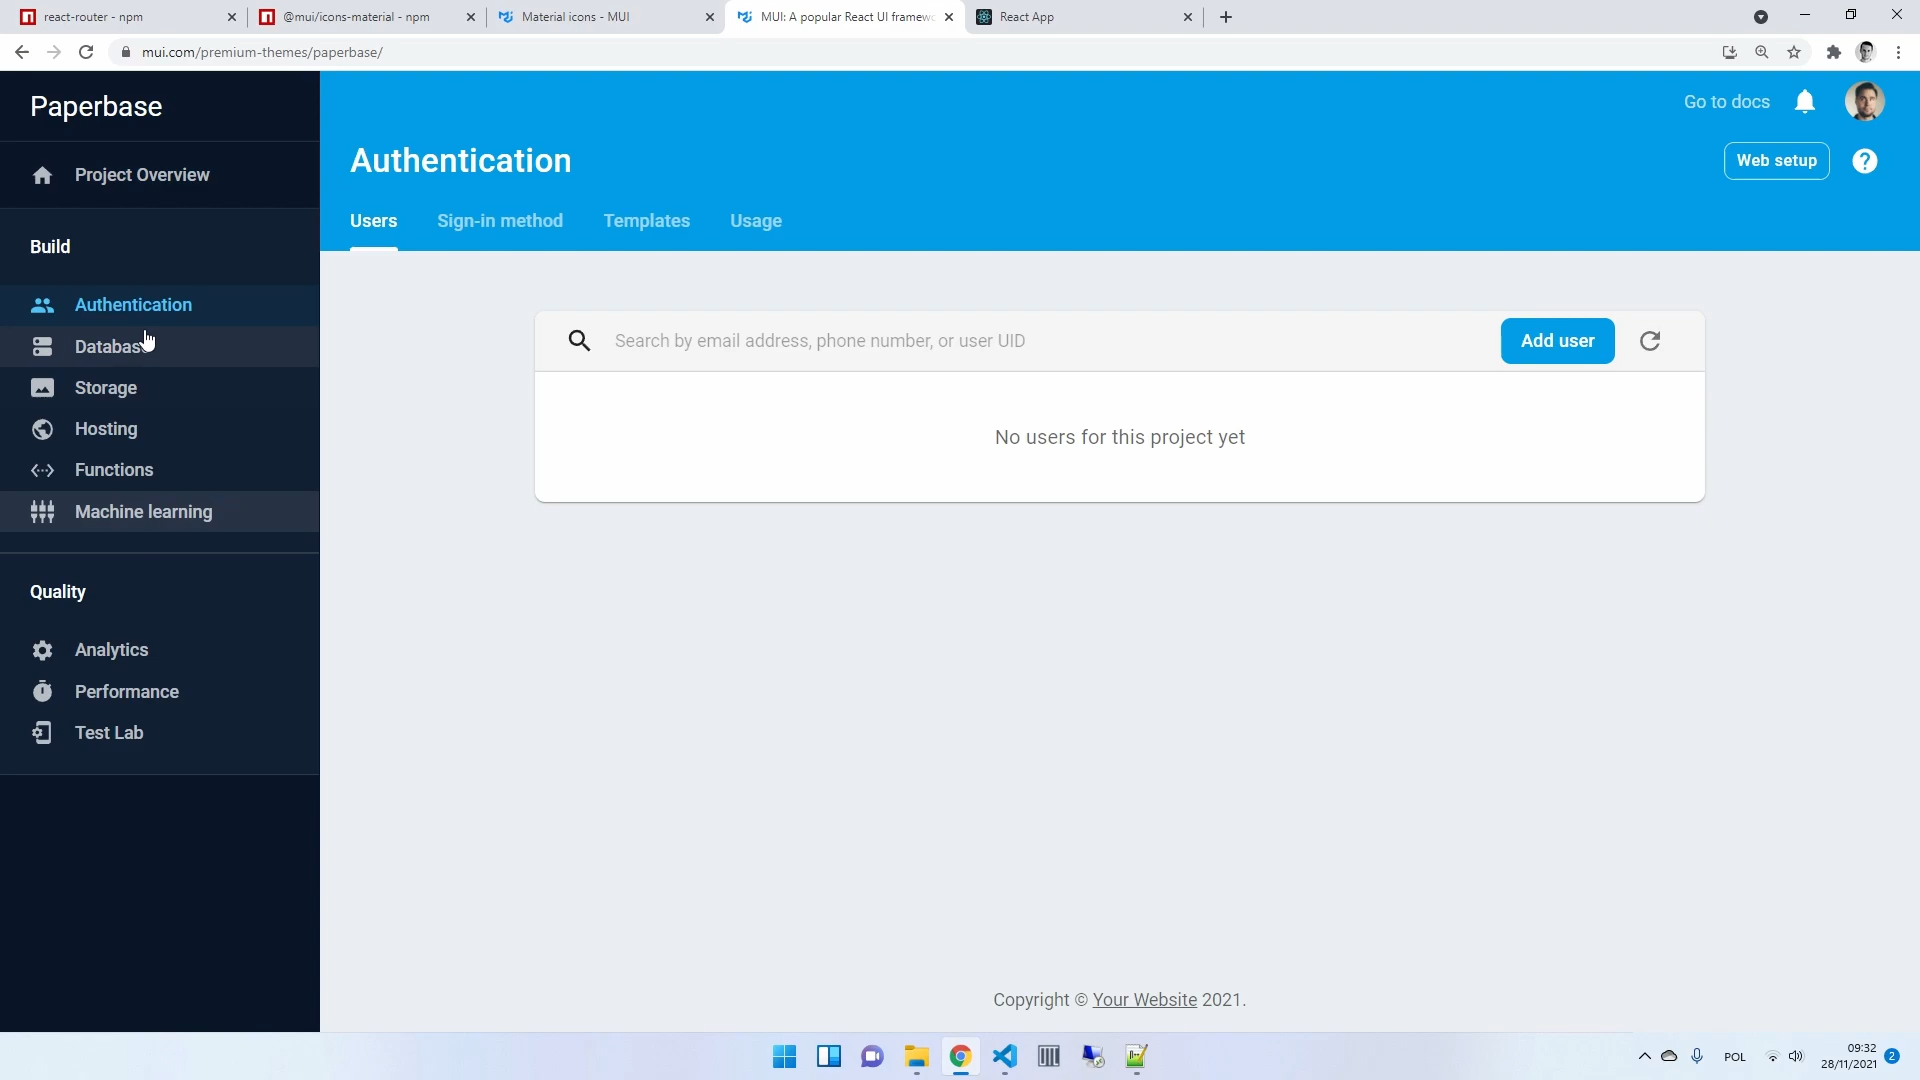 react-router - npm
@mui/icons-material - npm
Material icons - MUI
MUI: A popular React UI framew
React App
mui.com/premium-themes/paperbase/
Paperbase
Go to docs
Project Overview
Authentication
Web setup
Users
Sign-in method
Templates
Usage
Build
Authentication
Database
Storage
Hosting
Functions
Machine learning
Search by email address, phone number, or user UID
Add user
No users for this project yet
Quality
Analytics
Performance
Test Lab
Copyright © Your Website 2021.
POL
09:32
28/11/2021
2